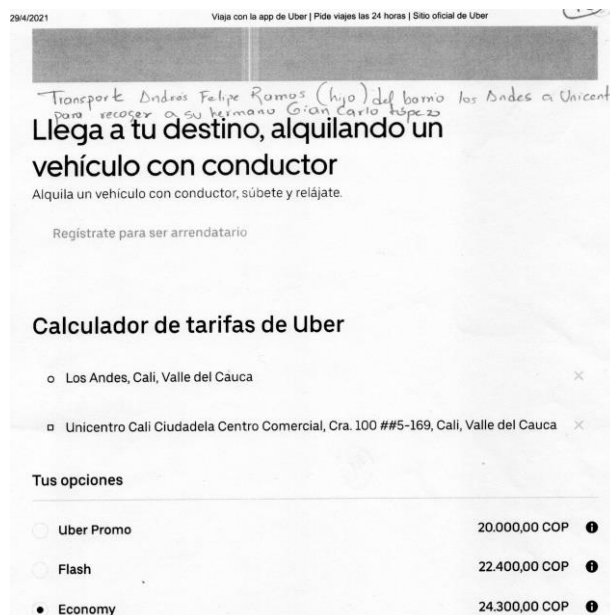 29/4/2021 Viaja con la app de Uber | Pide viajes las 24 horas | Sitio oficial de Uber
Transporte Andres Felipe Ramos (hijo) del barrio los Andes a Unicent
para recoger a su hermano Gian Carlo
Llega a tu destino, alquilando un
vehículo con conductor
Alquila un vehículo con conductor, súbete y relájate.
Regístrate para ser arrendatario
Calculador de tarifas de Uber
Los Andes, Cali, Valle del Cauca
Unicentro Cali Ciudadela Centro Comercial, Cra. 100 ##5-169, Cali, Valle del Cauca
Tus opciones
Uber Promo 20.000,00 COP
Flash 22.400,00 COP
Economy 24.300,00 COP